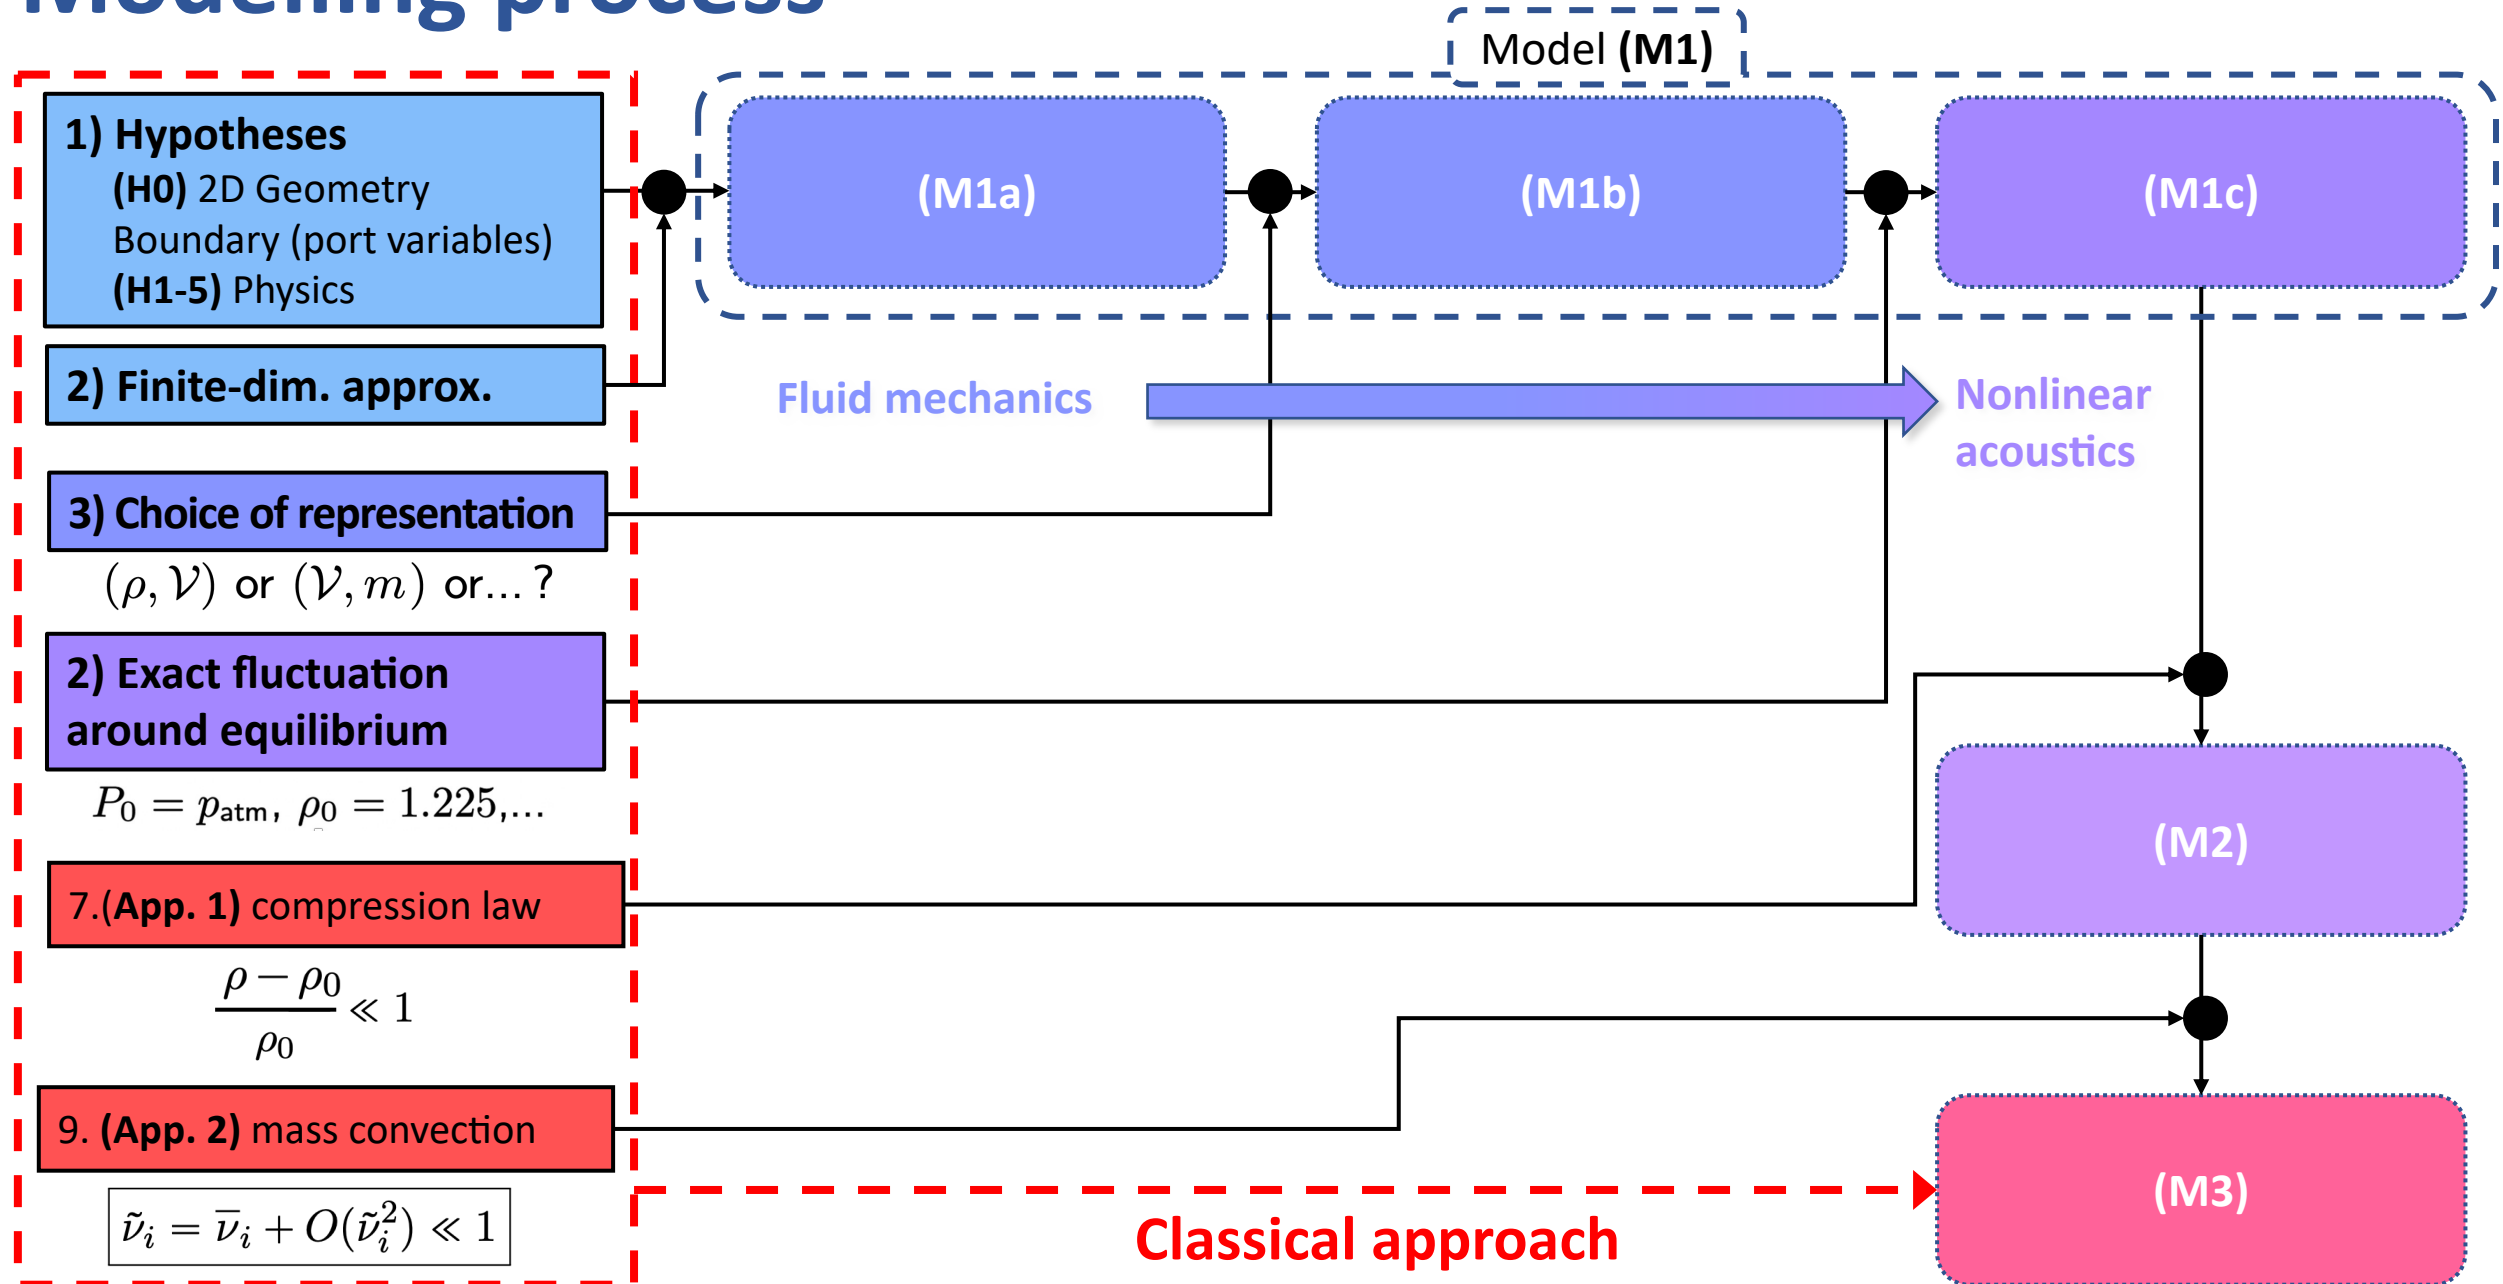 Modelling process
Model (M1)
1) Hypotheses
(H0) 2D Geometry
Boundary (port variables)
(H1-5) Physics
(M1a)
(M1b)
(M1c)
2) Finite-dim. approx.
Fluid mechanics
Nonlinear
acoustics
3) Choice of representation
(ρ, 𝒱) or (𝒱, m) or... ?
2) Exact fluctuation
around equilibrium
P₀ = pₐₜₘ, ρ₀ = 1.225,...
(M2)
7.(App. 1) compression law
(ρ − ρ₀)/ρ₀ ≪ 1
9. (App. 2) mass convection
ν̃ᵢ = ν̅ᵢ + O(ν̃ᵢ²) ≪ 1
(M3)
Classical approach